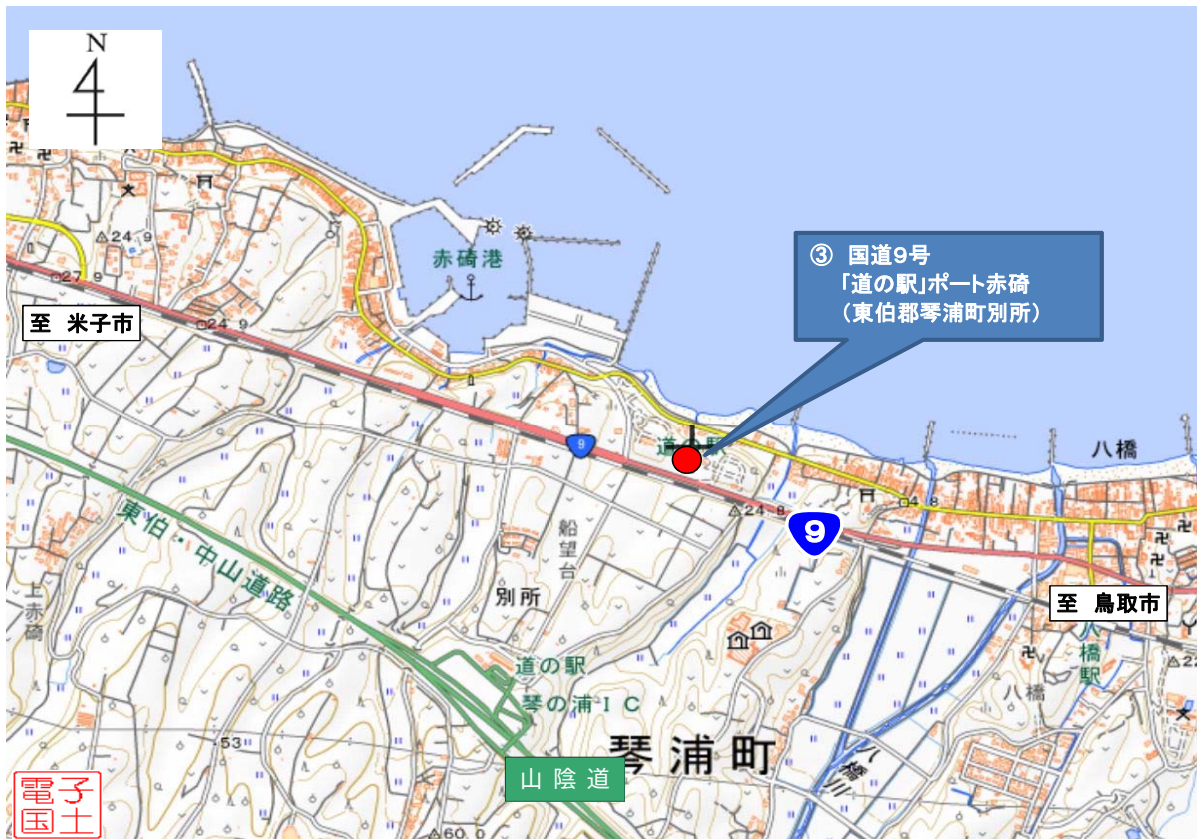 N
赤碕港
③ 国道9号
「道の駅」ポート赤碕
(東伯郡琴浦町別所)
24.9
27.9
24.9
至 米子市
9
道の駅
八橋
4.8
24.8
9
東伯・中山道路
船望台
別所
上赤碕
至 鳥取市
八橋駅
八橋
道の駅
琴の浦IC
53
琴浦町
八橋川
山陰道
電子
国土
60.0